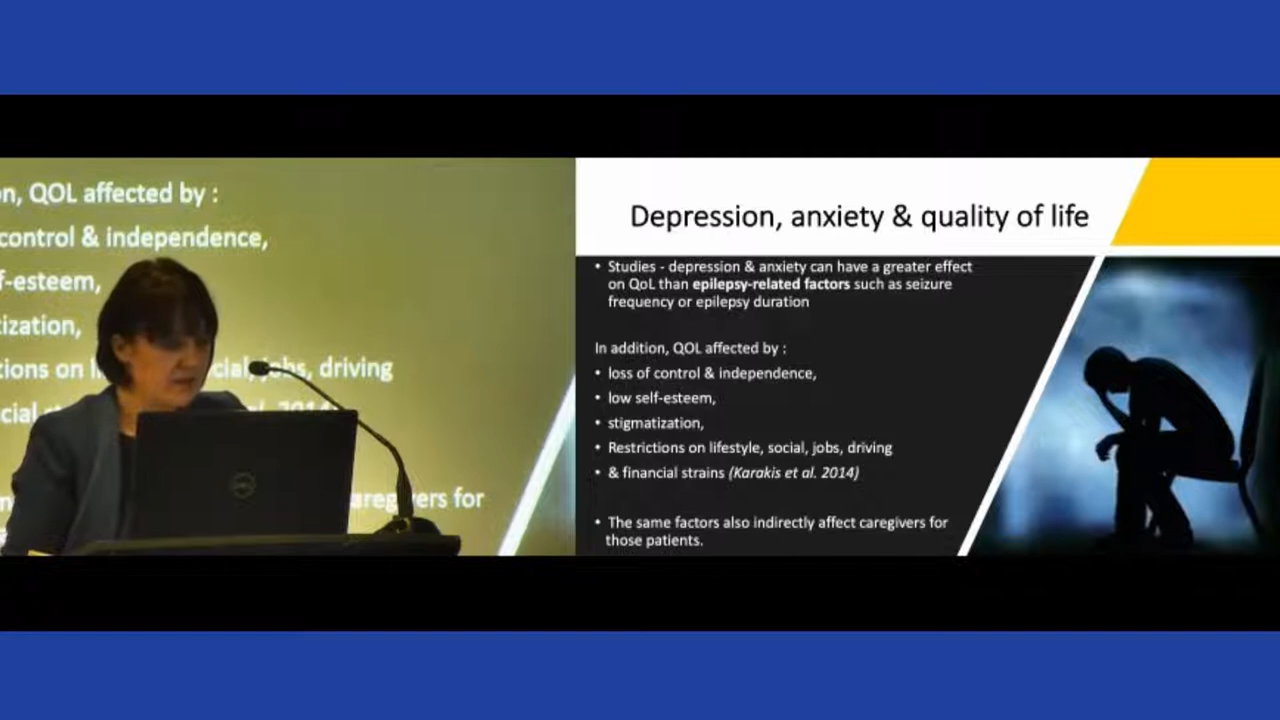 n, QOL affected by :
control & independence,
f-esteem,
ization,
tions on l cial, jobs, driving
cial
aregivers for
DELL
Depression, anxiety & quality of life
• Studies - depression & anxiety can have a greater effect
on QoL than epilepsy-related factors such as seizure
frequency or epilepsy duration
In addition, QOL affected by :
• loss of control & independence,
• low self-esteem,
• stigmatization,
• Restrictions on lifestyle, social, jobs, driving
• & financial strains (Karakis et al. 2014)
• The same factors also indirectly affect caregivers for
those patients.